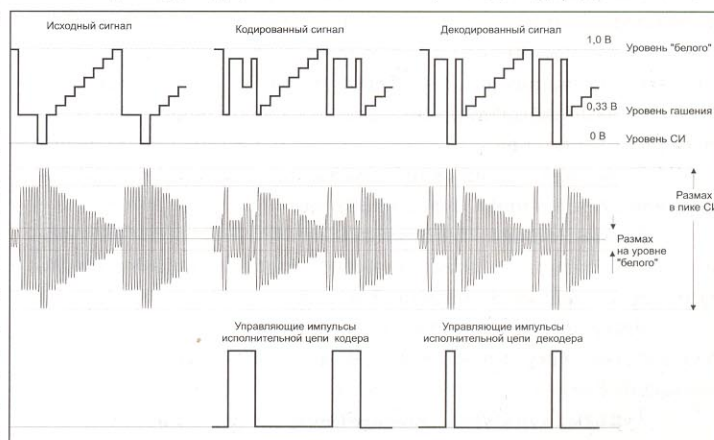 Исходный сигнал
Кодированный сигнал
Декодированный сигнал
1,0 В
Уровень "белого"
0,33 В
Уровень гашения
0 В
Уровень СИ
Размах
в пике СИ
Размах
на уровне
"белого"
Управляющие импульсы
исполнительной цепи кодера
Управляющие импульсы
исполнительной цепи декодера